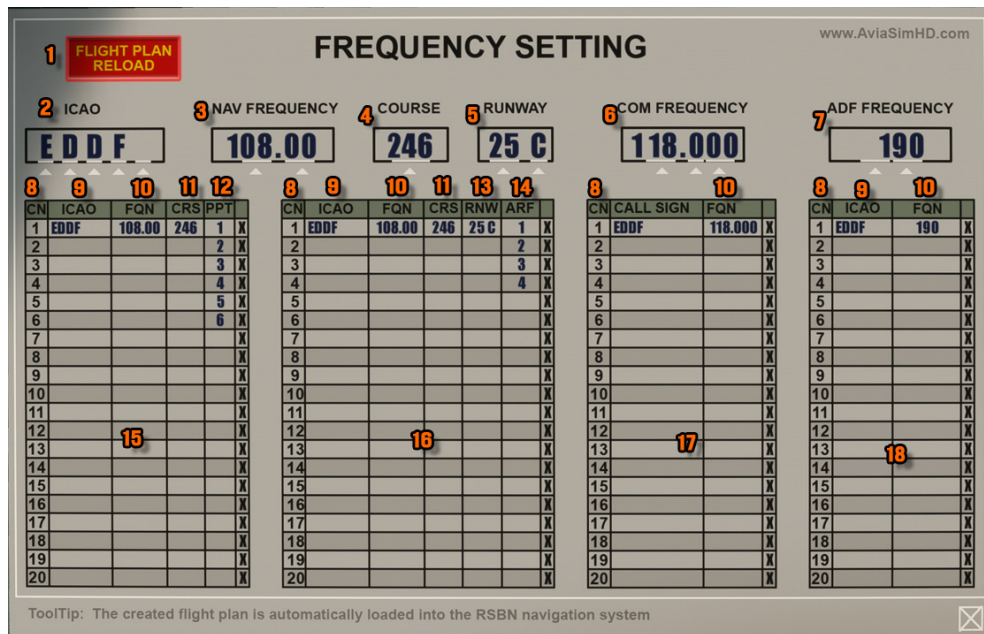 www.AviaSimHD.com
1 FLIGHT PLAN RELOAD
FREQUENCY SETTING
2 ICAO 3 NAV FREQUENCY 4 COURSE 5 RUNWAY 6 COM FREQUENCY 7 ADF FREQUENCY
EDDF 108.00 246 25 C 118.000 190
8 9 10 11 12 8 9 10 11 13 14 8 10 8 9 10
CN ICAO FQN CRS PPT CN ICAO FQN CRS RNW ARF CN CALL SIGN FQN CN ICAO FQN
1 EDDF 108.00 246 1 X 1 EDDF 108.00 246 25 C 1 X 1 EDDF 118.000 X 1 EDDF 190 X
2 2 X 2 2 X 2 X 2 X
3 3 X 3 3 X 3 X 3 X
4 4 X 4 4 X 4 X 4 X
5 5 X 5 X 5 X 5 X
6 6 X 6 X 6 X 6 X
7 X 7 X 7 X 7 X
8 X 8 X 8 X 8 X
9 X 9 X 9 X 9 X
10 X 10 X 10 X 10 X
11 X 11 X 11 X 11 X
12 15 X 12 16 X 12 17 X 12 X
13 X 13 X 13 X 13 18 X
14 X 14 X 14 X 14 X
15 X 15 X 15 X 15 X
16 X 16 X 16 X 16 X
17 X 17 X 17 X 17 X
18 X 18 X 18 X 18 X
19 X 19 X 19 X 19 X
20 X 20 X 20 X 20 X
ToolTip: The created flight plan is automatically loaded into the RSBN navigation system